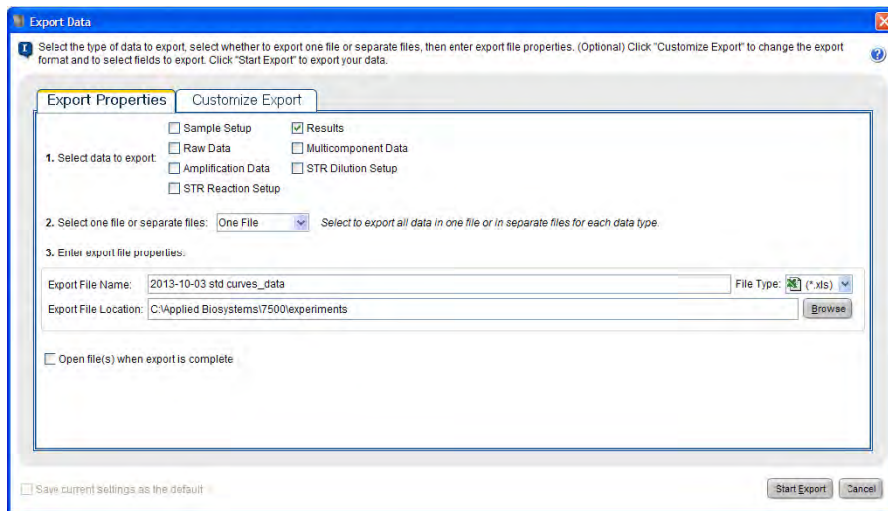 Export Data
Select the type of data to export, select whether to export one file or separate files, then enter export file properties. (Optional) Click "Customize Export" to change the export
format and to select fields to export. Click "Start Export" to export your data.
Export Properties Customize Export
Sample Setup Results
1. Select data to export: Raw Data Multicomponent Data
Amplification Data STR Dilution Setup
STR Reaction Setup
2. Select one file or separate files: One File Select to export all data in one file or in separate files for each data type.
3. Enter export file properties:
Export File Name: 2013-10-03 std curves_data File Type: (*.xls)
Export File Location: C:\Applied Biosystems\7500\experiments Browse
Open file(s) when export is complete
Save current settings as the default
Start Export Cancel